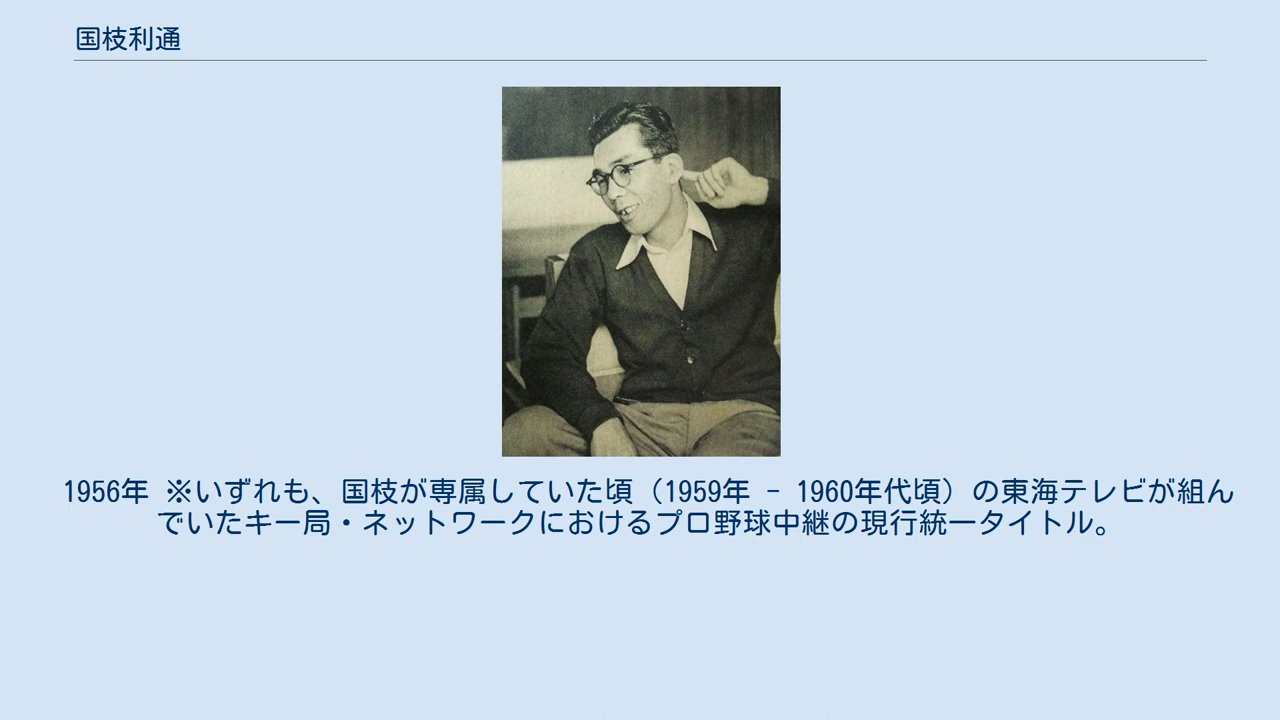 国枝利通
1956年 ※いずれも、国枝が専属していた頃（1959年 - 1960年代頃）の東海テレビが組ん
でいたキー局・ネットワークにおけるプロ野球中継の現行統一タイトル。